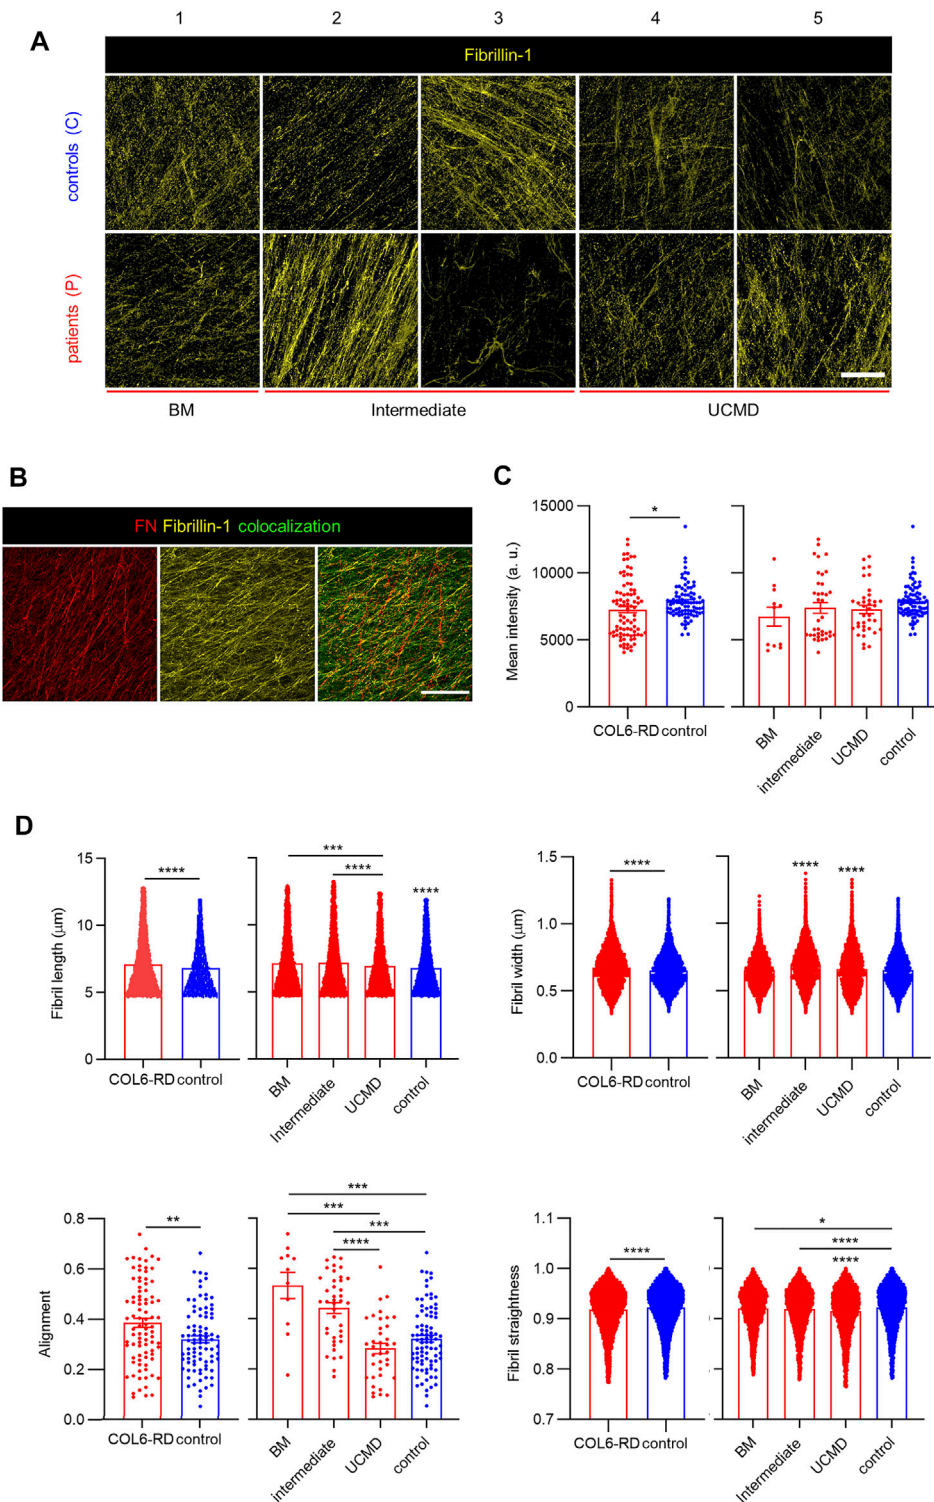 1 2 3 4 5
A
Fibrillin-1
controls (C)
patients (P)
BM Intermediate UCMD
B
FN Fibrillin-1 colocalization
C
Mean intensity (a. u.)
15000
10000
5000
0
*
COL6-RD control
BM
intermediate
UCMD
control
D
Fibril length (μm)
15
10
5
0
****
COL6-RD control
***
****
****
BM
Intermediate
UCMD
control
Fibril width (μm)
1.5
1.0
0.5
0.0
****
COL6-RD control
****
****
BM
intermediate
UCMD
control
Alignment
0.8
0.6
0.4
0.2
0.0
**
COL6-RD control
***
***
***
****
BM
intermediate
UCMD
control
Fibril straightness
1.1
1.0
0.9
0.8
0.7
****
COL6-RD control
*
****
****
BM
Intermediate
UCMD
control